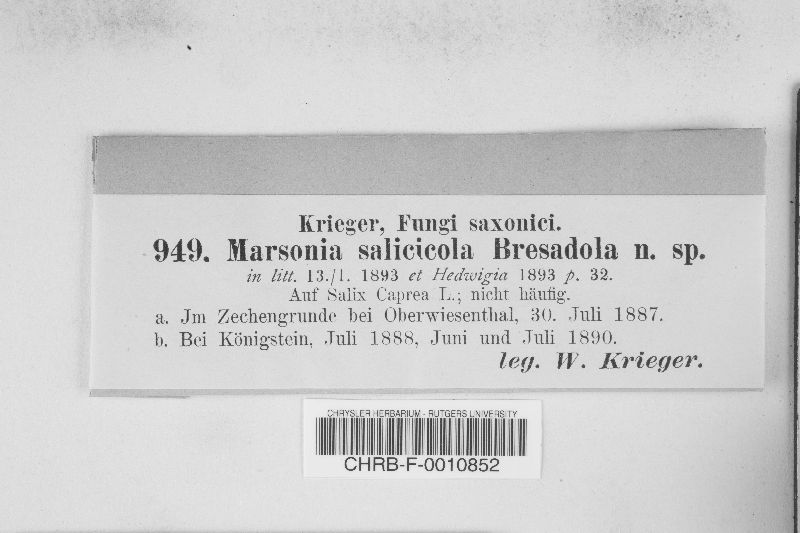 Krieger, Fungi saxonici.
949. Marsonia salicicola Bresadola n. sp.
in litt. 13./1. 1893 et Hedwigia 1893 p. 32.
Auf Salix Caprea L.; nicht häufig.
a. Jm Zechengrunde bei Oberwiesenthal, 30. Juli 1887.
b. Bei Königstein, Juli 1888, Juni und Juli 1890.
leg. W. Krieger.
CHRYSLER HERBARIUM - RUTGERS UNIVERSITY
CHRB-F-0010852